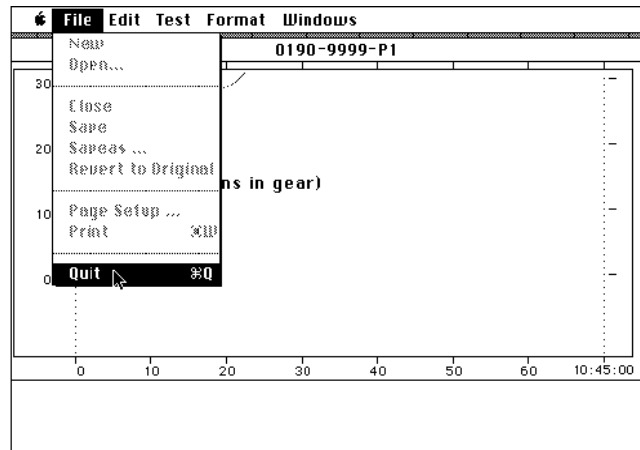 File Edit Test Format Windows
0190-9999-P1
New
Open...
Close
Save
Saveas ...
Revert to Original
Page Setup ...
Print ⌘W
Quit ⌘Q
30
20
10
0
ns in gear)
0 10 20 30 40 50 60 10:45:00